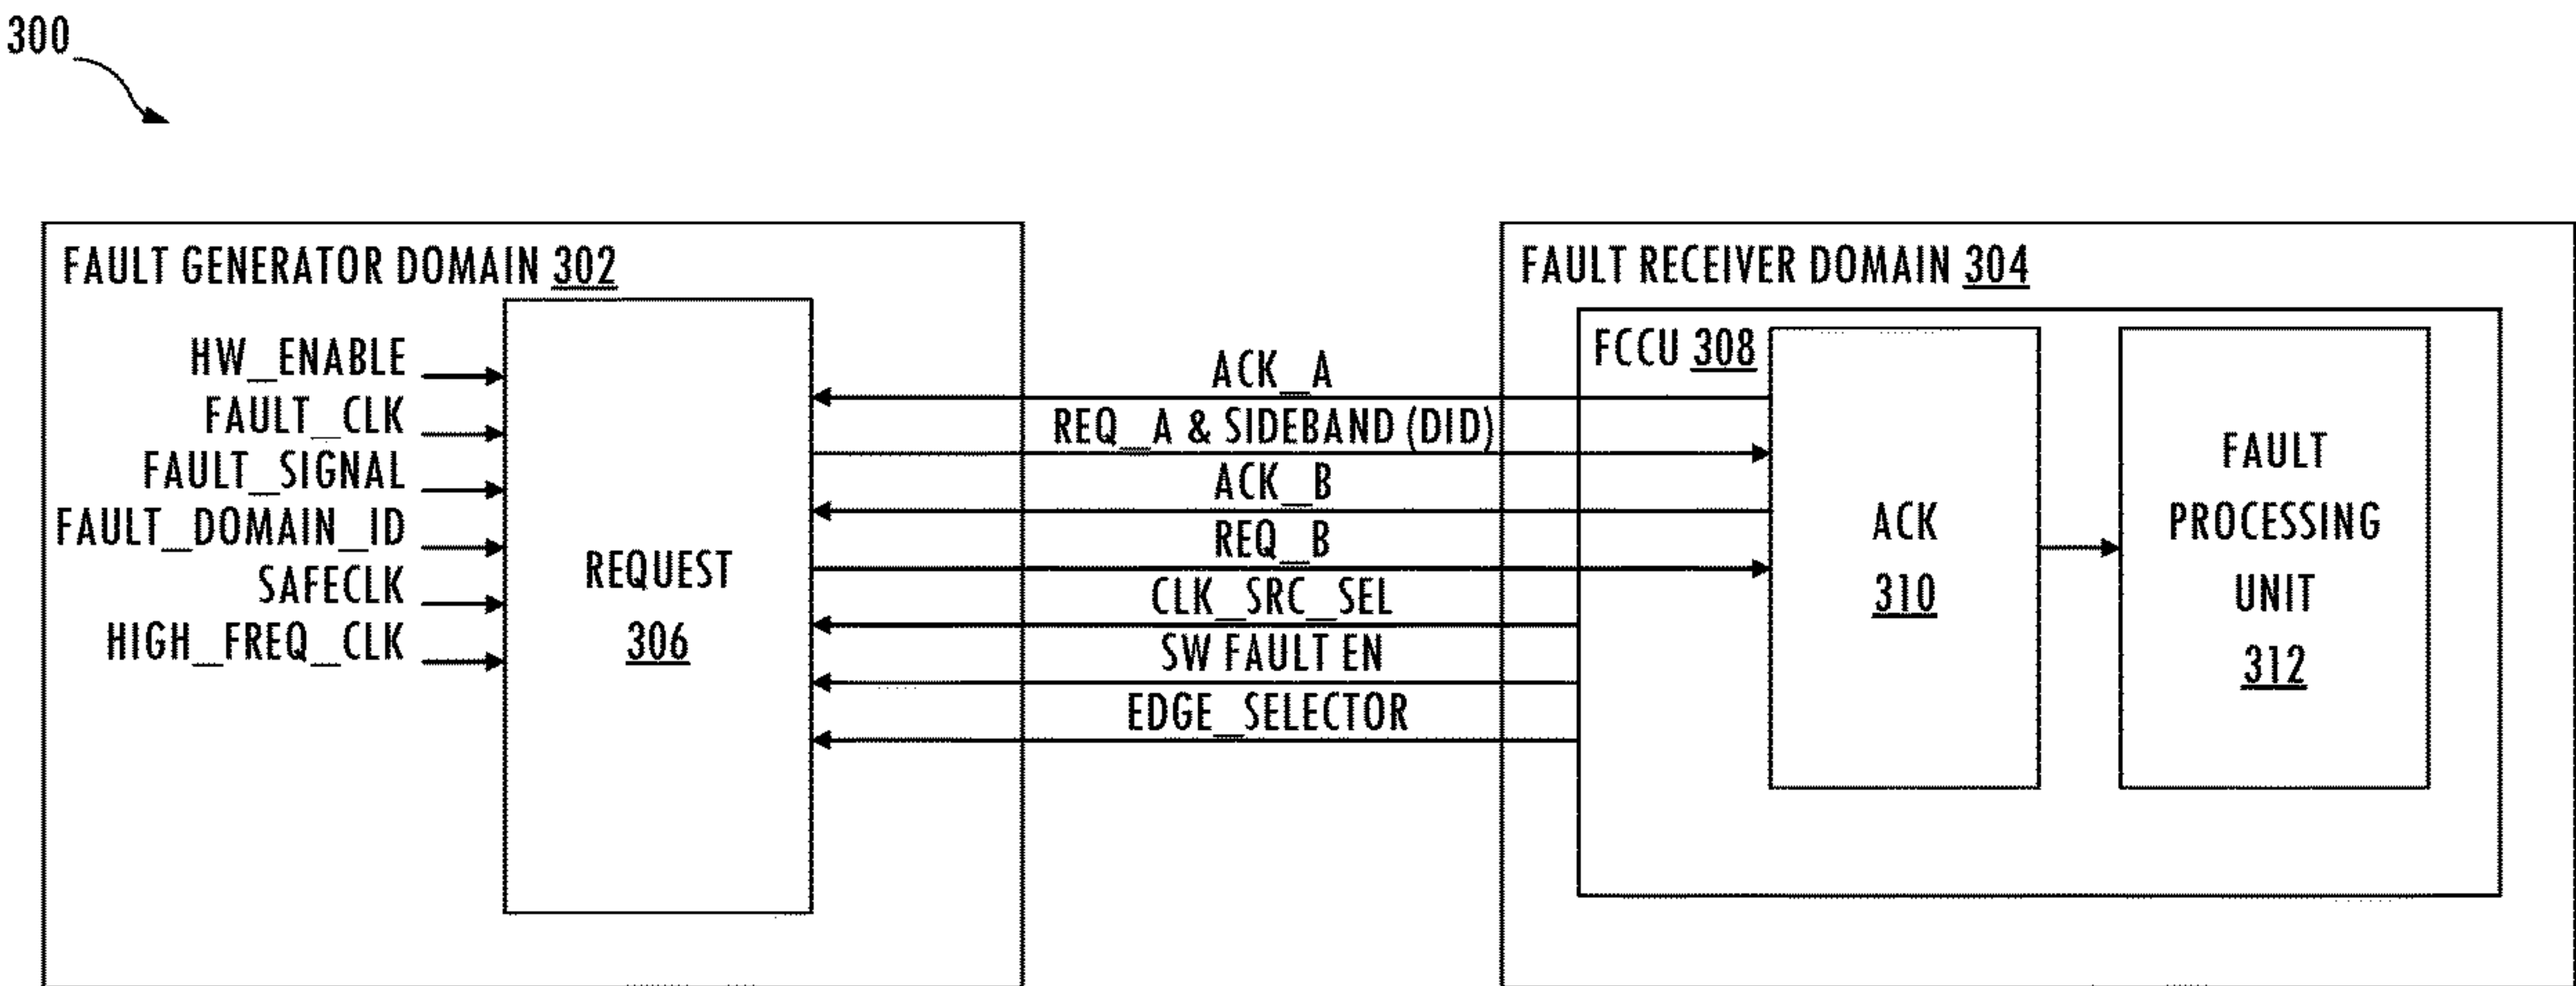 300
FAULT GENERATOR DOMAIN 302
HW_ENABLE
FAULT_CLK
FAULT_SIGNAL
FAULT_DOMAIN_ID
SAFECLK
HIGH_FREQ_CLK
REQUEST
306
ACK_A
REQ_A & SIDEBAND (DID)
ACK_B
REQ_B
CLK_SRC_SEL
SW FAULT EN
EDGE_SELECTOR
FAULT RECEIVER DOMAIN 304
FCCU 308
ACK
310
FAULT
PROCESSING
UNIT
312